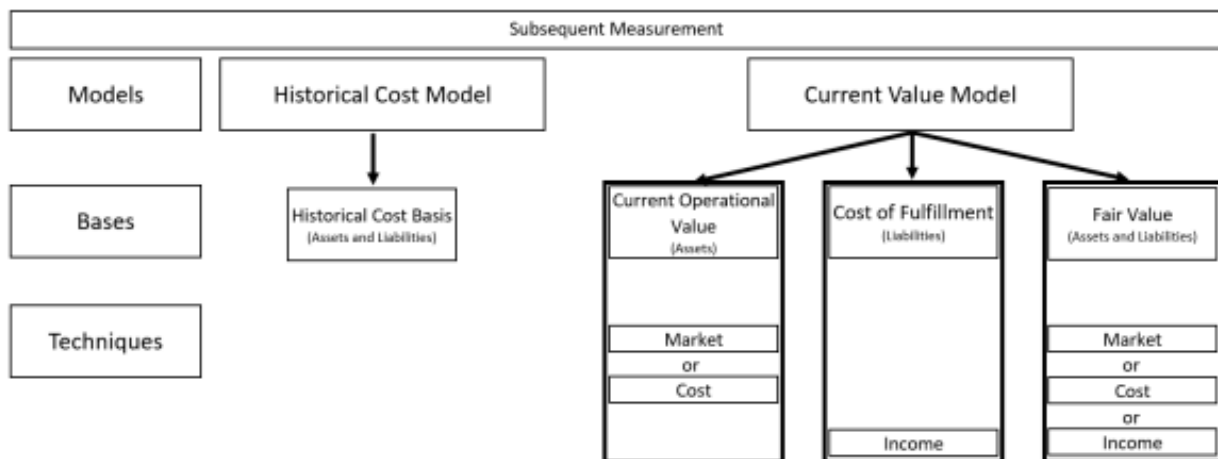 Subsequent Measurement
Models
Historical Cost Model
Current Value Model
Bases
Historical Cost Basis
(Assets and Liabilities)
Current Operational
Value
(Assets)
Cost of Fulfillment
(Liabilities)
Fair Value
(Assets and Liabilities)
Techniques
Market
or
Cost
Income
Market
or
Cost
or
Income